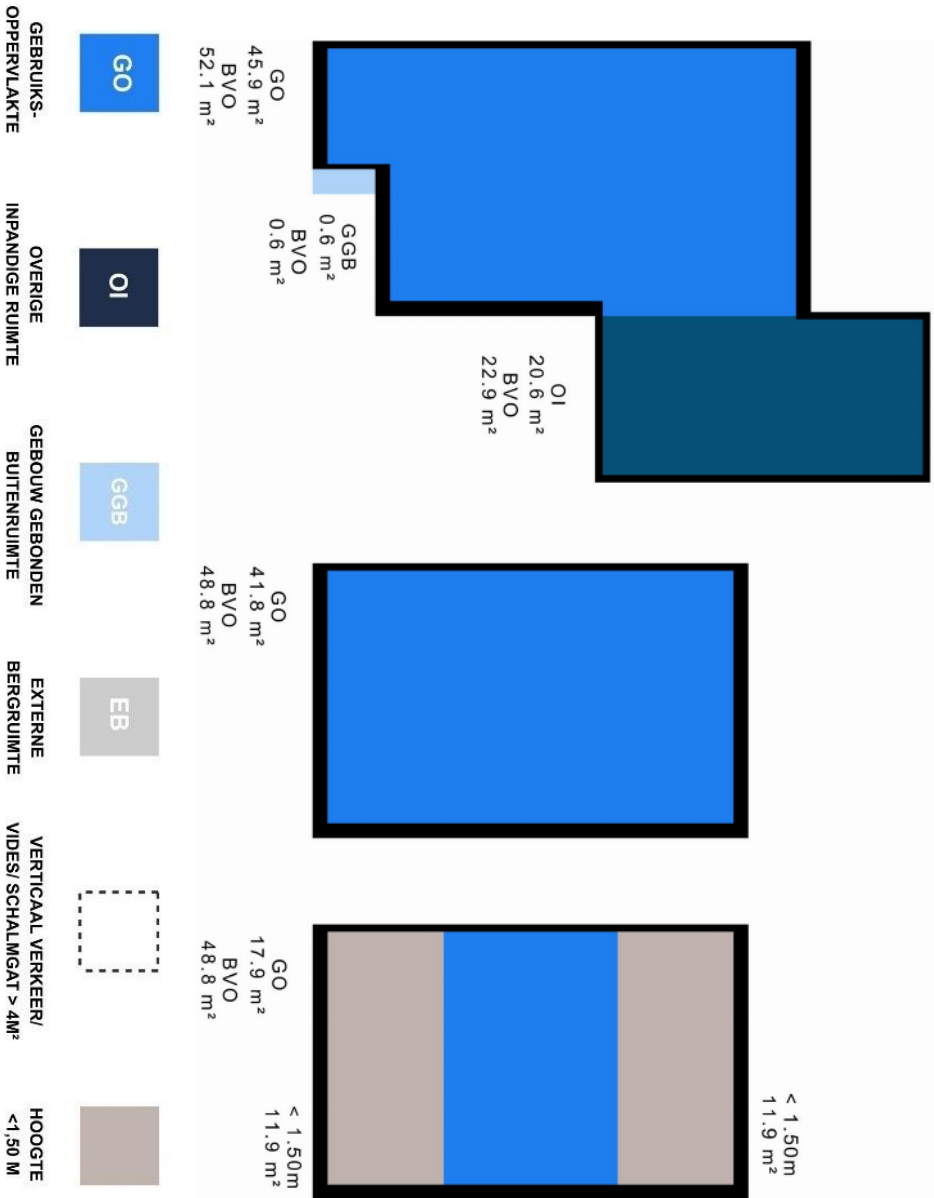 GO
45.9 m²
BVO
52.1 m²
GGB
0.6 m²
BVO
0.6 m²
OI
20.6 m²
BVO
22.9 m²
GO
41.8 m²
BVO
48.8 m²
GO
17.9 m²
BVO
48.8 m²
< 1.50m
11.9 m²
< 1.50m
11.9 m²
GO
GEBRUIKS-
OPPERVLAKTE
OI
OVERIGE
INPANDIGE RUIMTE
GGB
GEBOUW GEBONDEN
BUITENRUIMTE
EB
EXTERNE
BERGRUIMTE
VERTICAAL VERKEER/
VIDES/ SCHALMGAT > 4M²
HOOGTE
<1,50 M